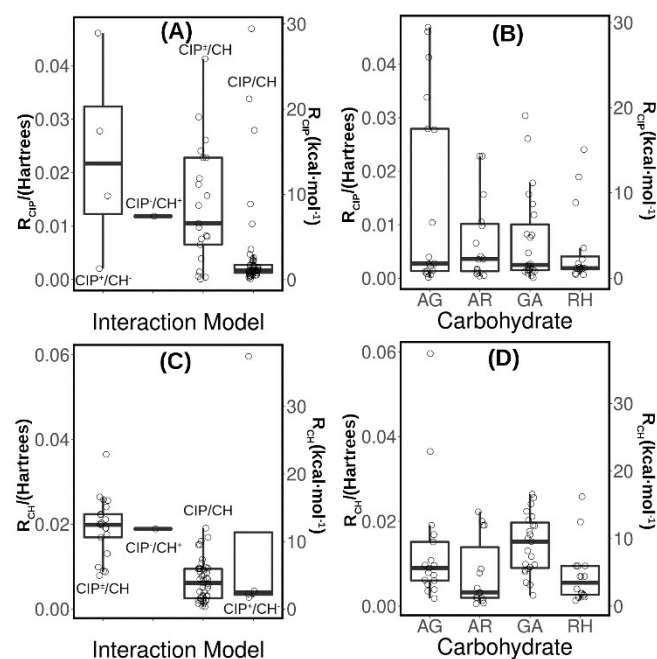 (A)
(B)
R_CIP/(Hartrees)
0.04
0.03
0.02
0.01
0.00
CIP⁺/CH⁻
CIP⁻/CH⁺
CIP±/CH
CIP/CH
30
20
10
0
R_CIP(kcal·mol⁻¹)
Interaction Model
R_CIP/(Hartrees)
0.04
0.03
0.02
0.01
0.00
AG AR GA RH
30
20
10
0
R_CIP(kcal·mol⁻¹)
Carbohydrate
(C)
(D)
R_CH/(Hartrees)
0.06
0.04
0.02
0.00
CIP±/CH
CIP⁻/CH⁺
CIP/CH
CIP⁺/CH⁻
30
20
10
0
R_CH(kcal·mol⁻¹)
Interaction Model
R_CH/(Hartrees)
0.06
0.04
0.02
0.00
AG AR GA RH
30
20
10
0
R_CH(kcal·mol⁻¹)
Carbohydrate